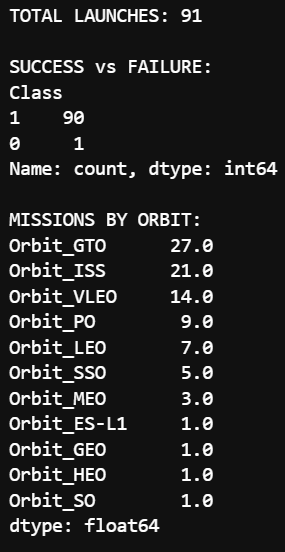 TOTAL LAUNCHES: 91
SUCCESS vs FAILURE:
Class
1    90
0     1
Name: count, dtype: int64
MISSIONS BY ORBIT:
Orbit_GTO      27.0
Orbit_ISS      21.0
Orbit_VLEO     14.0
Orbit_PO        9.0
Orbit_LEO       7.0
Orbit_SSO       5.0
Orbit_MEO       3.0
Orbit_ES-L1     1.0
Orbit_GEO       1.0
Orbit_HEO       1.0
Orbit_SO        1.0
dtype: float64